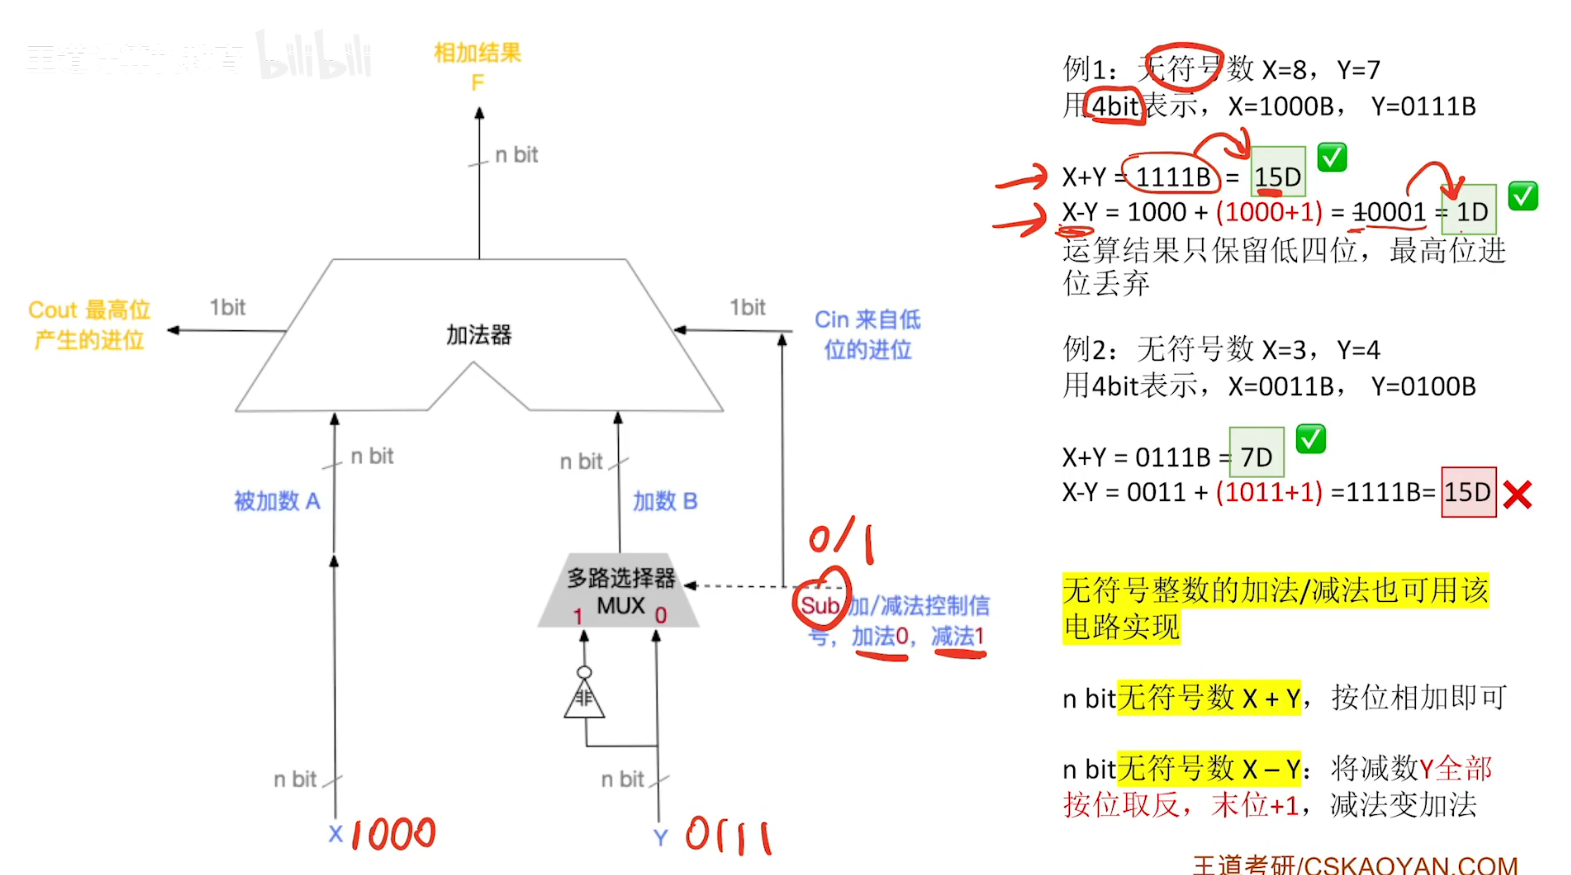 bilibili
相加结果
F
n bit
Cout 最高位
产生的进位
1bit
加法器
1bit
Cin 来自低
位的进位
n bit
n bit
被加数 A
加数 B
多路选择器
MUX
1
0
0/1
Sub 加/减法控制信
号，加法0，减法1
非
n bit
n bit
X 1000
Y 0111
例1：无符号数 X=8，Y=7
用4bit表示，X=1000B， Y=0111B
X+Y = 1111B = 15D
X-Y = 1000 + (1000+1) = 10001 = 1D
运算结果只保留低四位，最高位进
位丢弃
例2：无符号数 X=3，Y=4
用4bit表示，X=0011B， Y=0100B
X+Y = 0111B = 7D
X-Y = 0011 + (1011+1) =1111B= 15D
无符号整数的加法/减法也可用该
电路实现
n bit无符号数 X + Y，按位相加即可
n bit无符号数 X – Y：将减数Y全部
按位取反，末位+1，减法变加法
王道考研/CSKAOYAN.COM